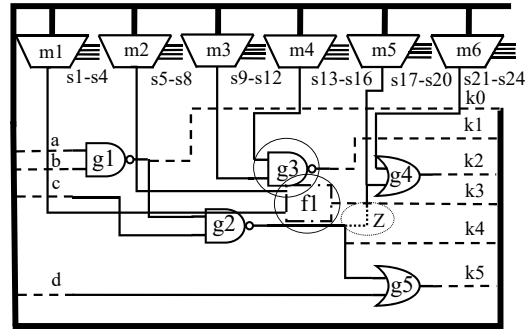 m1 m2 m3 m4 m5 m6
s1-s4 s5-s8 s9-s12 s13-s16 s17-s20 s21-s24
k0
k1
a
b
g1
g3
k2
g4
c
f1
k3
g2
z
k4
k5
d
g5